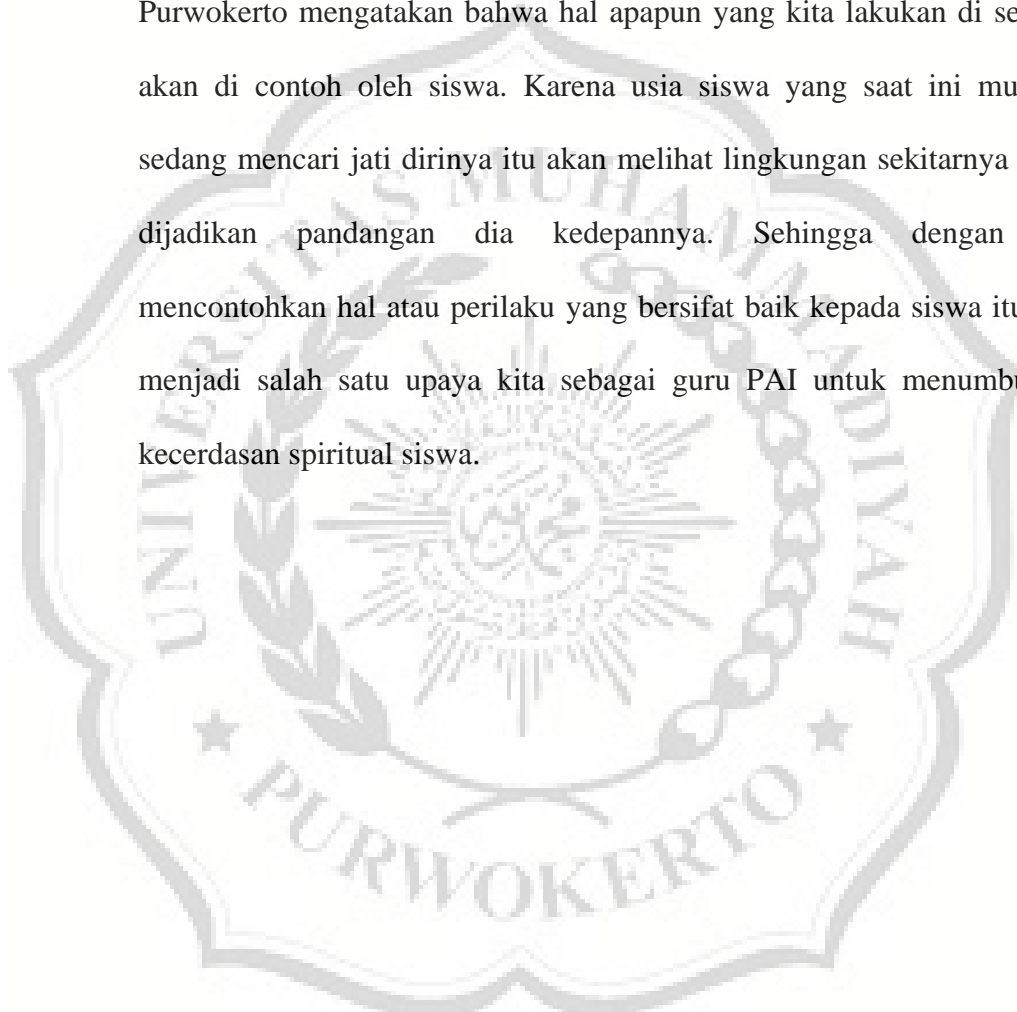 Purwokerto mengatakan bahwa hal apapun yang kita lakukan di se
akan di contoh oleh siswa. Karena usia siswa yang saat ini mu
sedang mencari jati dirinya itu akan melihat lingkungan sekitarnya
dijadikan pandangan dia kedepannya. Sehingga dengan
mencontohkan hal atau perilaku yang bersifat baik kepada siswa itu
menjadi salah satu upaya kita sebagai guru PAI untuk menumbu
kecerdasan spiritual siswa.
UNIVERSITAS MUHAMMADIYAH
PURWOKERTO